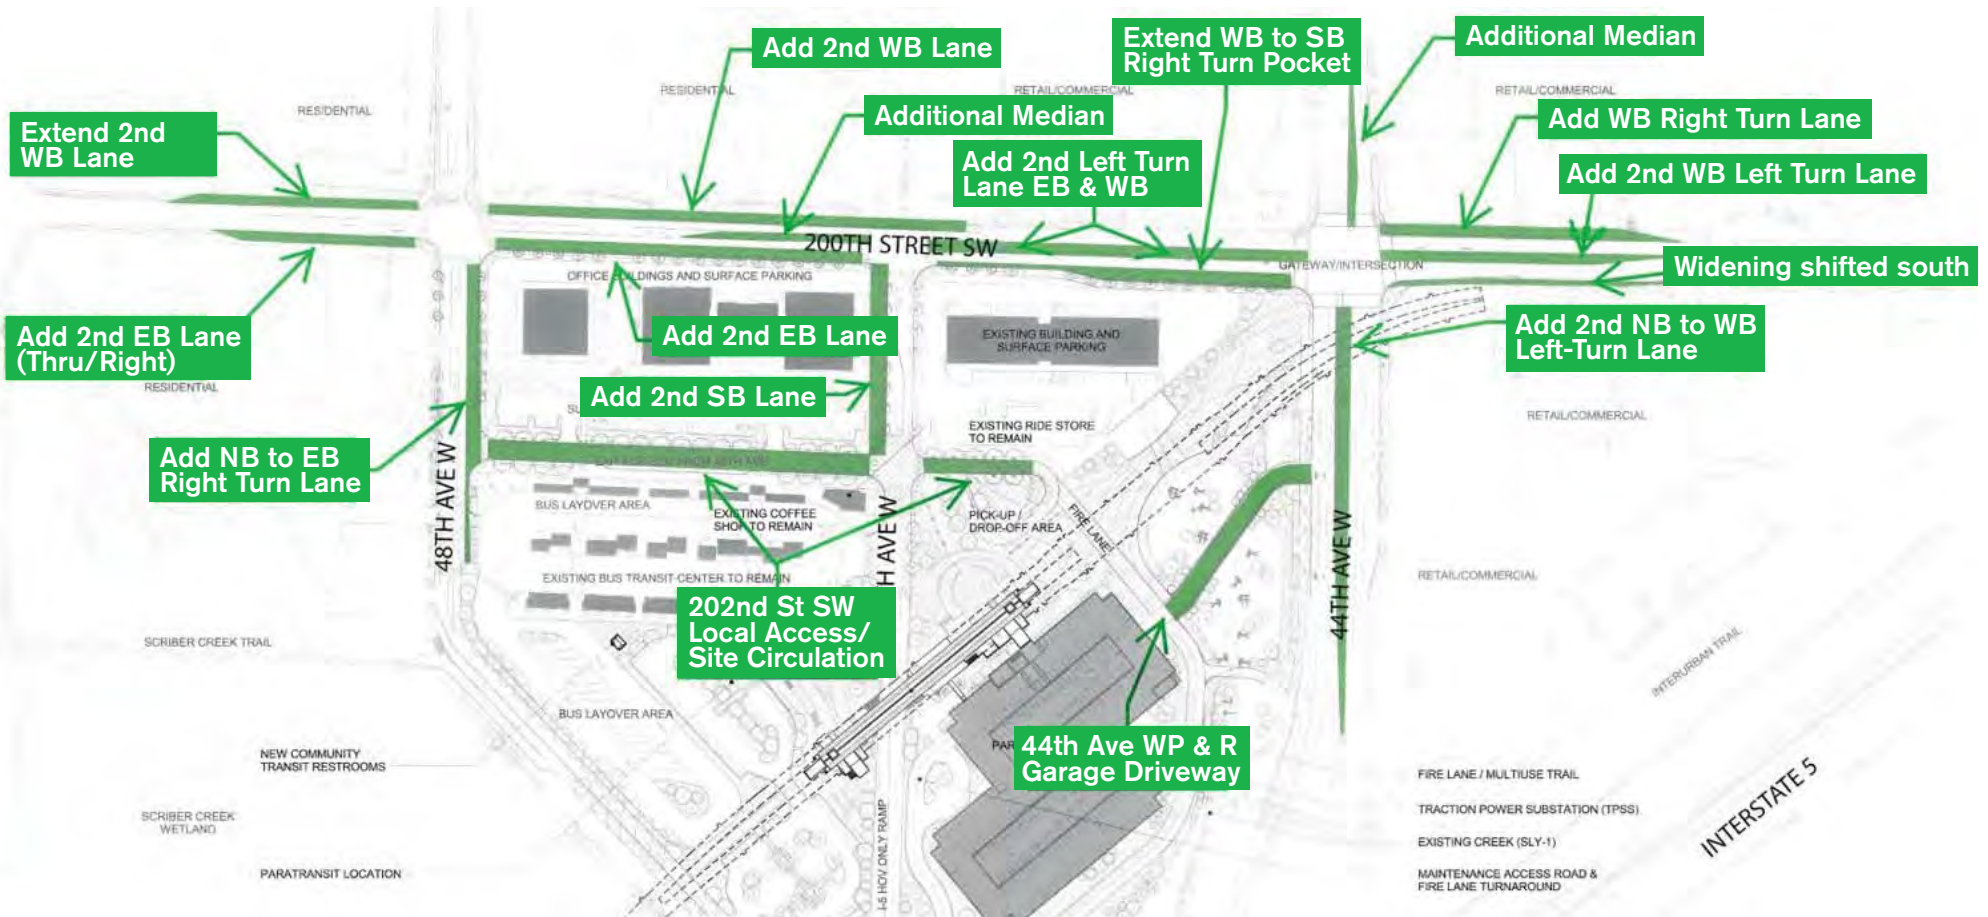 Add 2nd WB Lane
Extend WB to SB
Right Turn Pocket
Additional Median
RESIDENTIAL
RESIDENTIAL
RETAIL/COMMERCIAL
RETAIL/COMMERCIAL
Extend 2nd
WB Lane
Additional Median
Add WB Right Turn Lane
Add 2nd Left Turn
Lane EB & WB
Add 2nd WB Left Turn Lane
200TH STREET SW
GATEWAY/INTERSECTION
Widening shifted south
OFFICE BUILDINGS AND SURFACE PARKING
Add 2nd EB Lane
(Thru/Right)
RESIDENTIAL
Add 2nd EB Lane
EXISTING BUILDING AND
SURFACE PARKING
Add 2nd NB to WB
Left-Turn Lane
Add 2nd SB Lane
RETAIL/COMMERCIAL
EXISTING RIDE STORE
TO REMAIN
Add NB to EB
Right Turn Lane
48TH AVE W
BUS LAYOVER AREA
EXISTING COFFEE
SHOP TO REMAIN
H AVE W
PICK-UP /
DROP-OFF AREA
FIRE LANE
44TH AVE W
RETAIL/COMMERCIAL
EXISTING BUS TRANSIT CENTER TO REMAIN
202nd St SW
Local Access/
Site Circulation
SCRIBER CREEK TRAIL
INTERURBAN TRAIL
BUS LAYOVER AREA
NEW COMMUNITY
TRANSIT RESTROOMS
PAR
44th Ave WP & R
Garage Driveway
SCRIBER CREEK
WETLAND
PARATRANSIT LOCATION
I-5 HOV ONLY RAMP
FIRE LANE / MULTIUSE TRAIL
TRACTION POWER SUBSTATION (TPSS)
EXISTING CREEK (SLY-1)
MAINTENANCE ACCESS ROAD &
FIRE LANE TURNAROUND
INTERSTATE 5